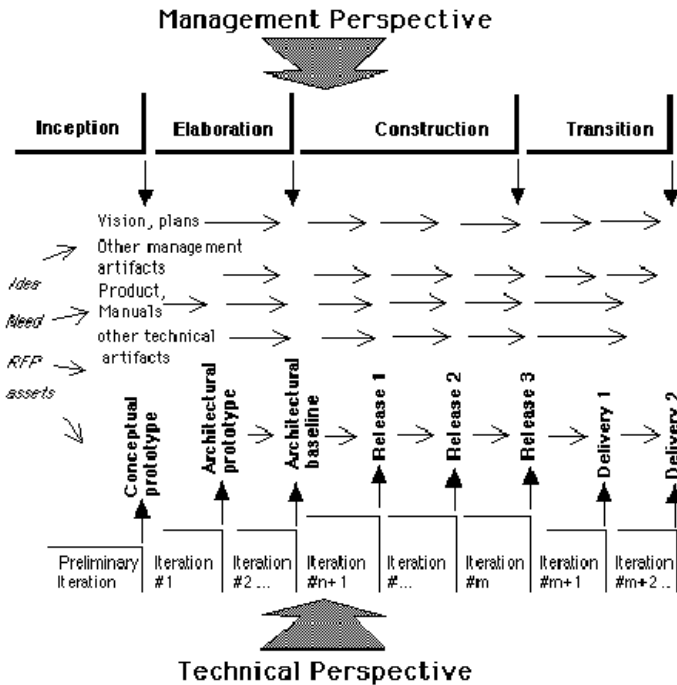 Management Perspective
Inception
Elaboration
Construction
Transition
Vision, plans
Other management
artifacts
Idea
Product,
Manuals
Need
other technical
artifacts
RFP
assets
Conceptual
prototype
Architectural
prototype
Architectural
baseline
Release 1
Release 2
Release 3
Delivery 1
Delivery 2
Preliminary
Iteration
Iteration
#1
Iteration
#2 ...
Iteration
#n+1
Iteration
#...
Iteration
#m
Iteration
#m+1
Iteration
#m+2 ..
Technical Perspective